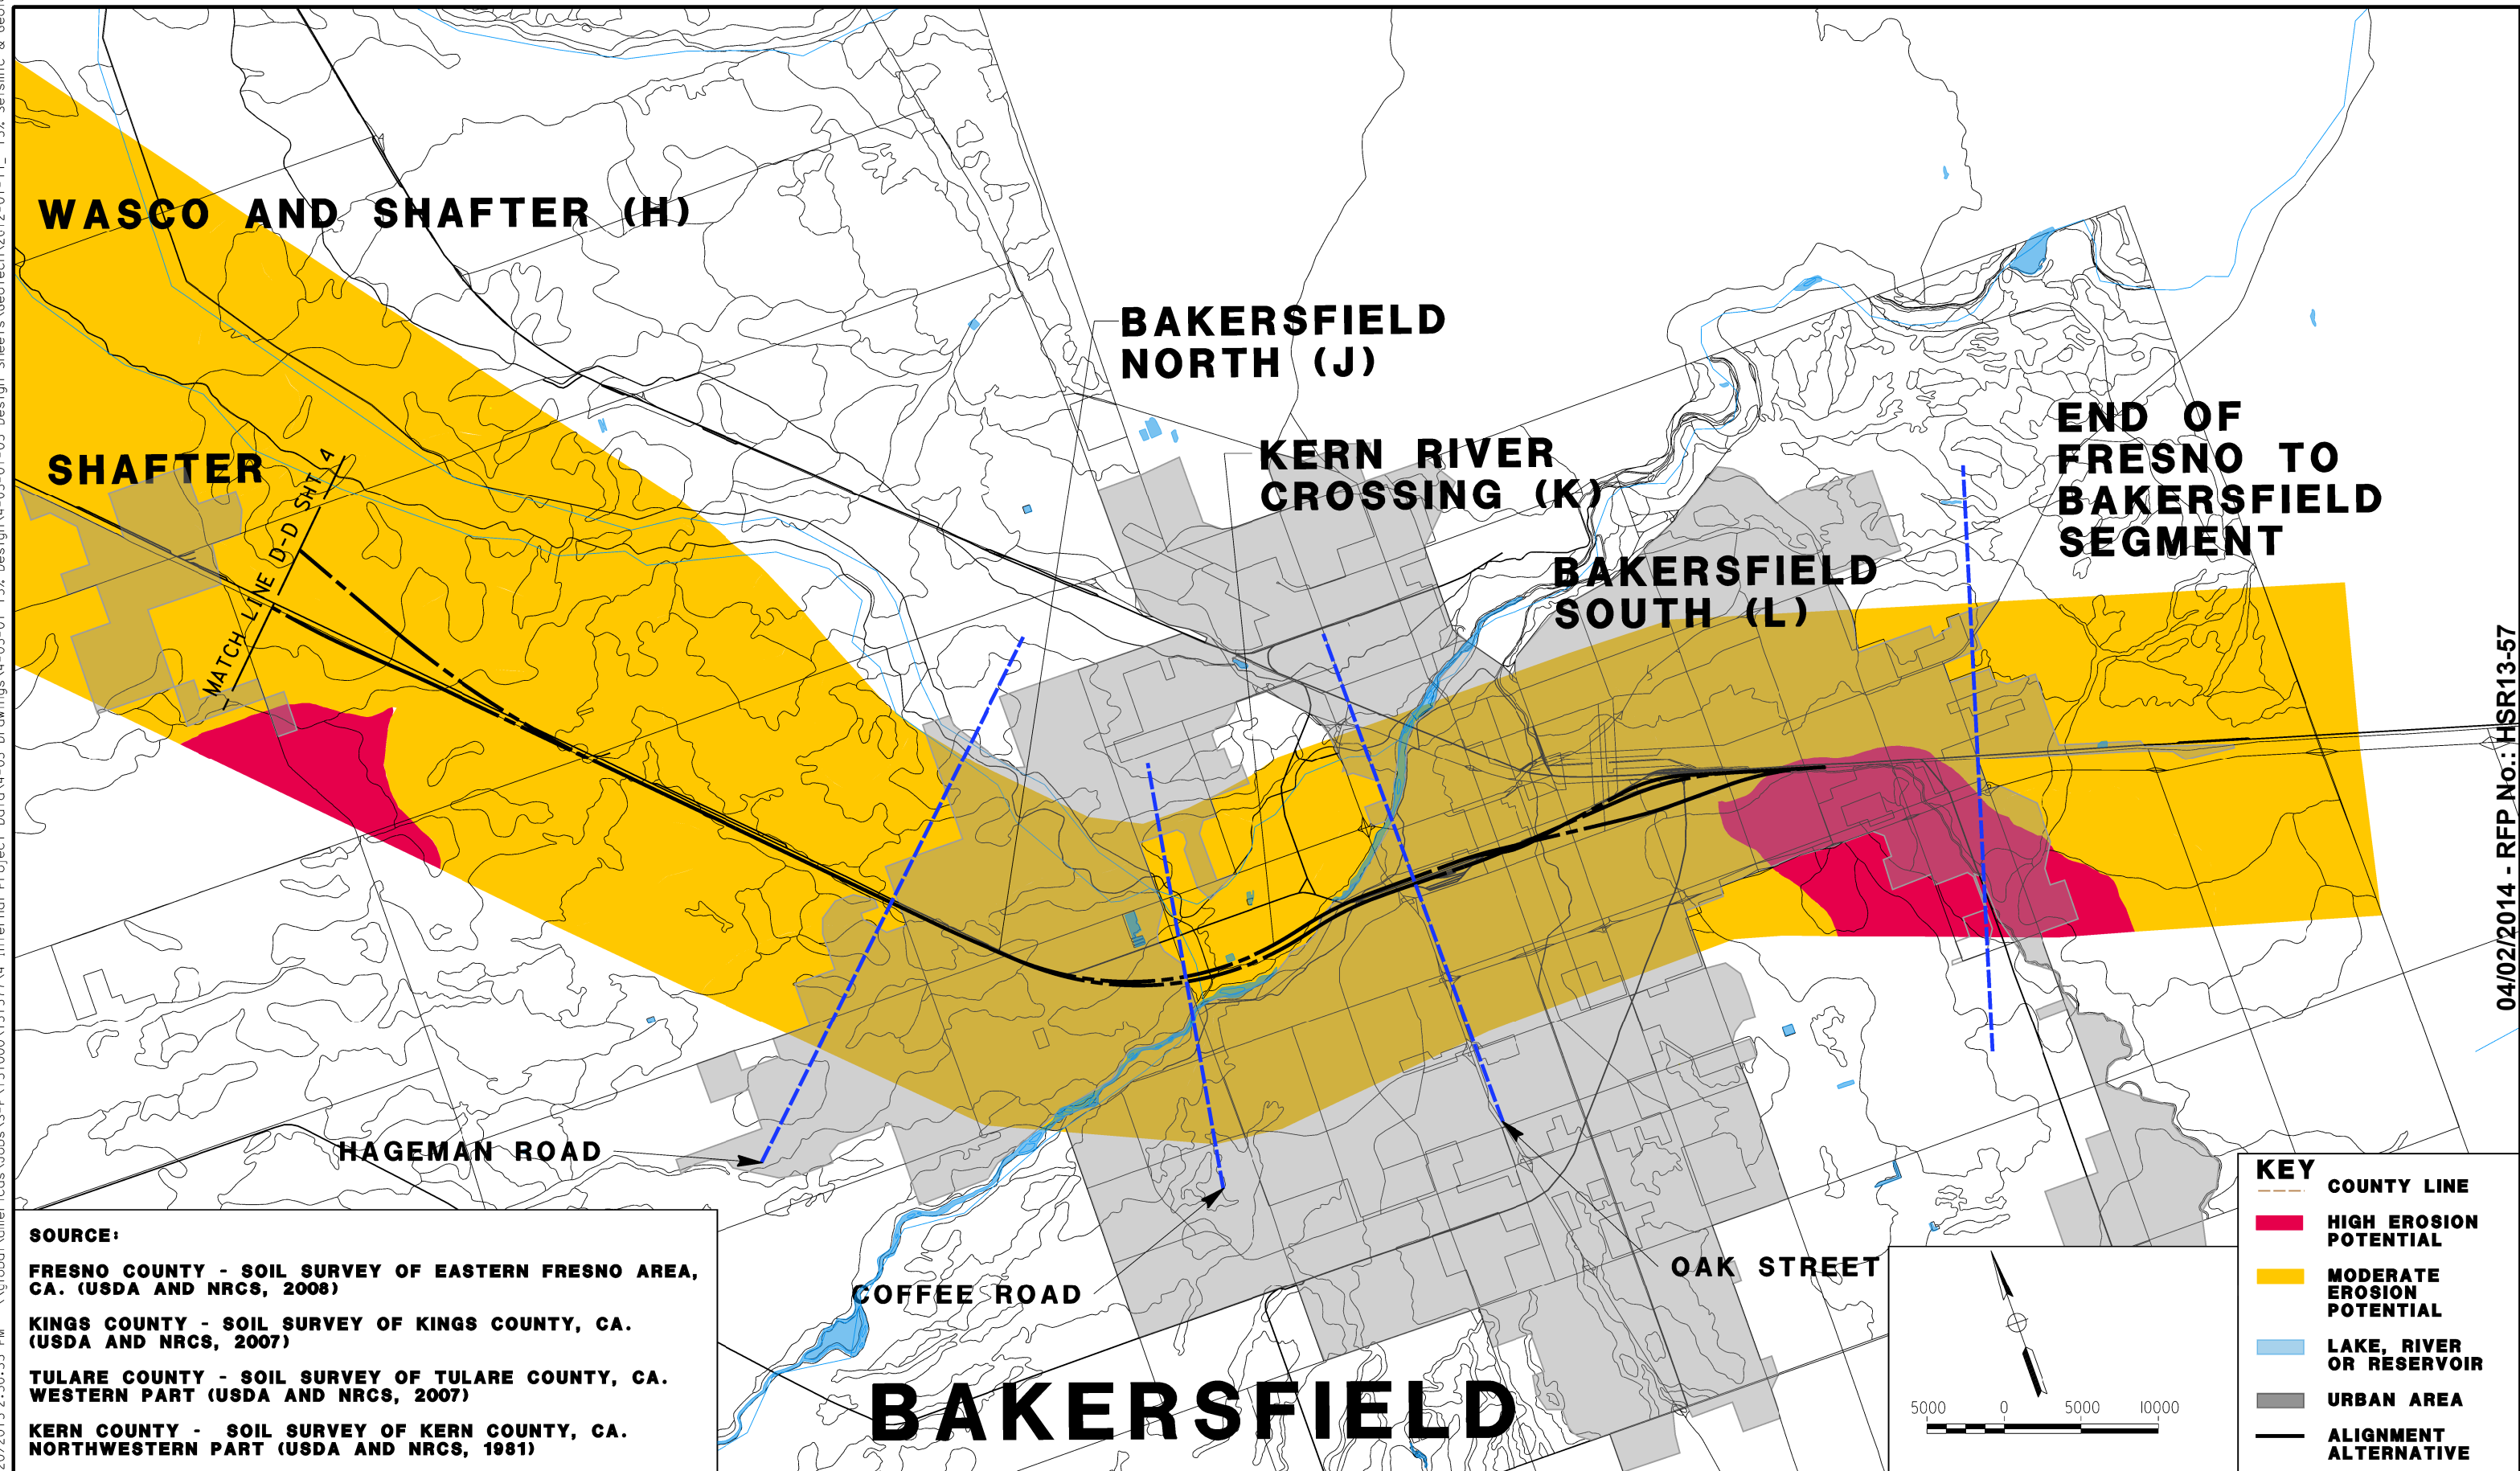 WASCO AND SHAFTER (H)
BAKERSFIELD
NORTH (J)
KERN RIVER
CROSSING (K)
END OF
FRESNO TO
BAKERSFIELD
SEGMENT
SHAFTER
MATCH LINE D-D SHT 4
BAKERSFIELD
SOUTH (L)
HAGEMAN ROAD
COFFEE ROAD
OAK STREET
BAKERSFIELD
04/02/2014 - RFP No.: HSR13-57
SOURCE:
FRESNO COUNTY - SOIL SURVEY OF EASTERN FRESNO AREA,
CA. (USDA AND NRCS, 2008)
KINGS COUNTY - SOIL SURVEY OF KINGS COUNTY, CA.
(USDA AND NRCS, 2007)
TULARE COUNTY - SOIL SURVEY OF TULARE COUNTY, CA.
WESTERN PART (USDA AND NRCS, 2007)
KERN COUNTY - SOIL SURVEY OF KERN COUNTY, CA.
NORTHWESTERN PART (USDA AND NRCS, 1981)
5000 0 5000 10000
KEY
COUNTY LINE
HIGH EROSION
POTENTIAL
MODERATE
EROSION
POTENTIAL
LAKE, RIVER
OR RESERVOIR
URBAN AREA
ALIGNMENT
ALTERNATIVE